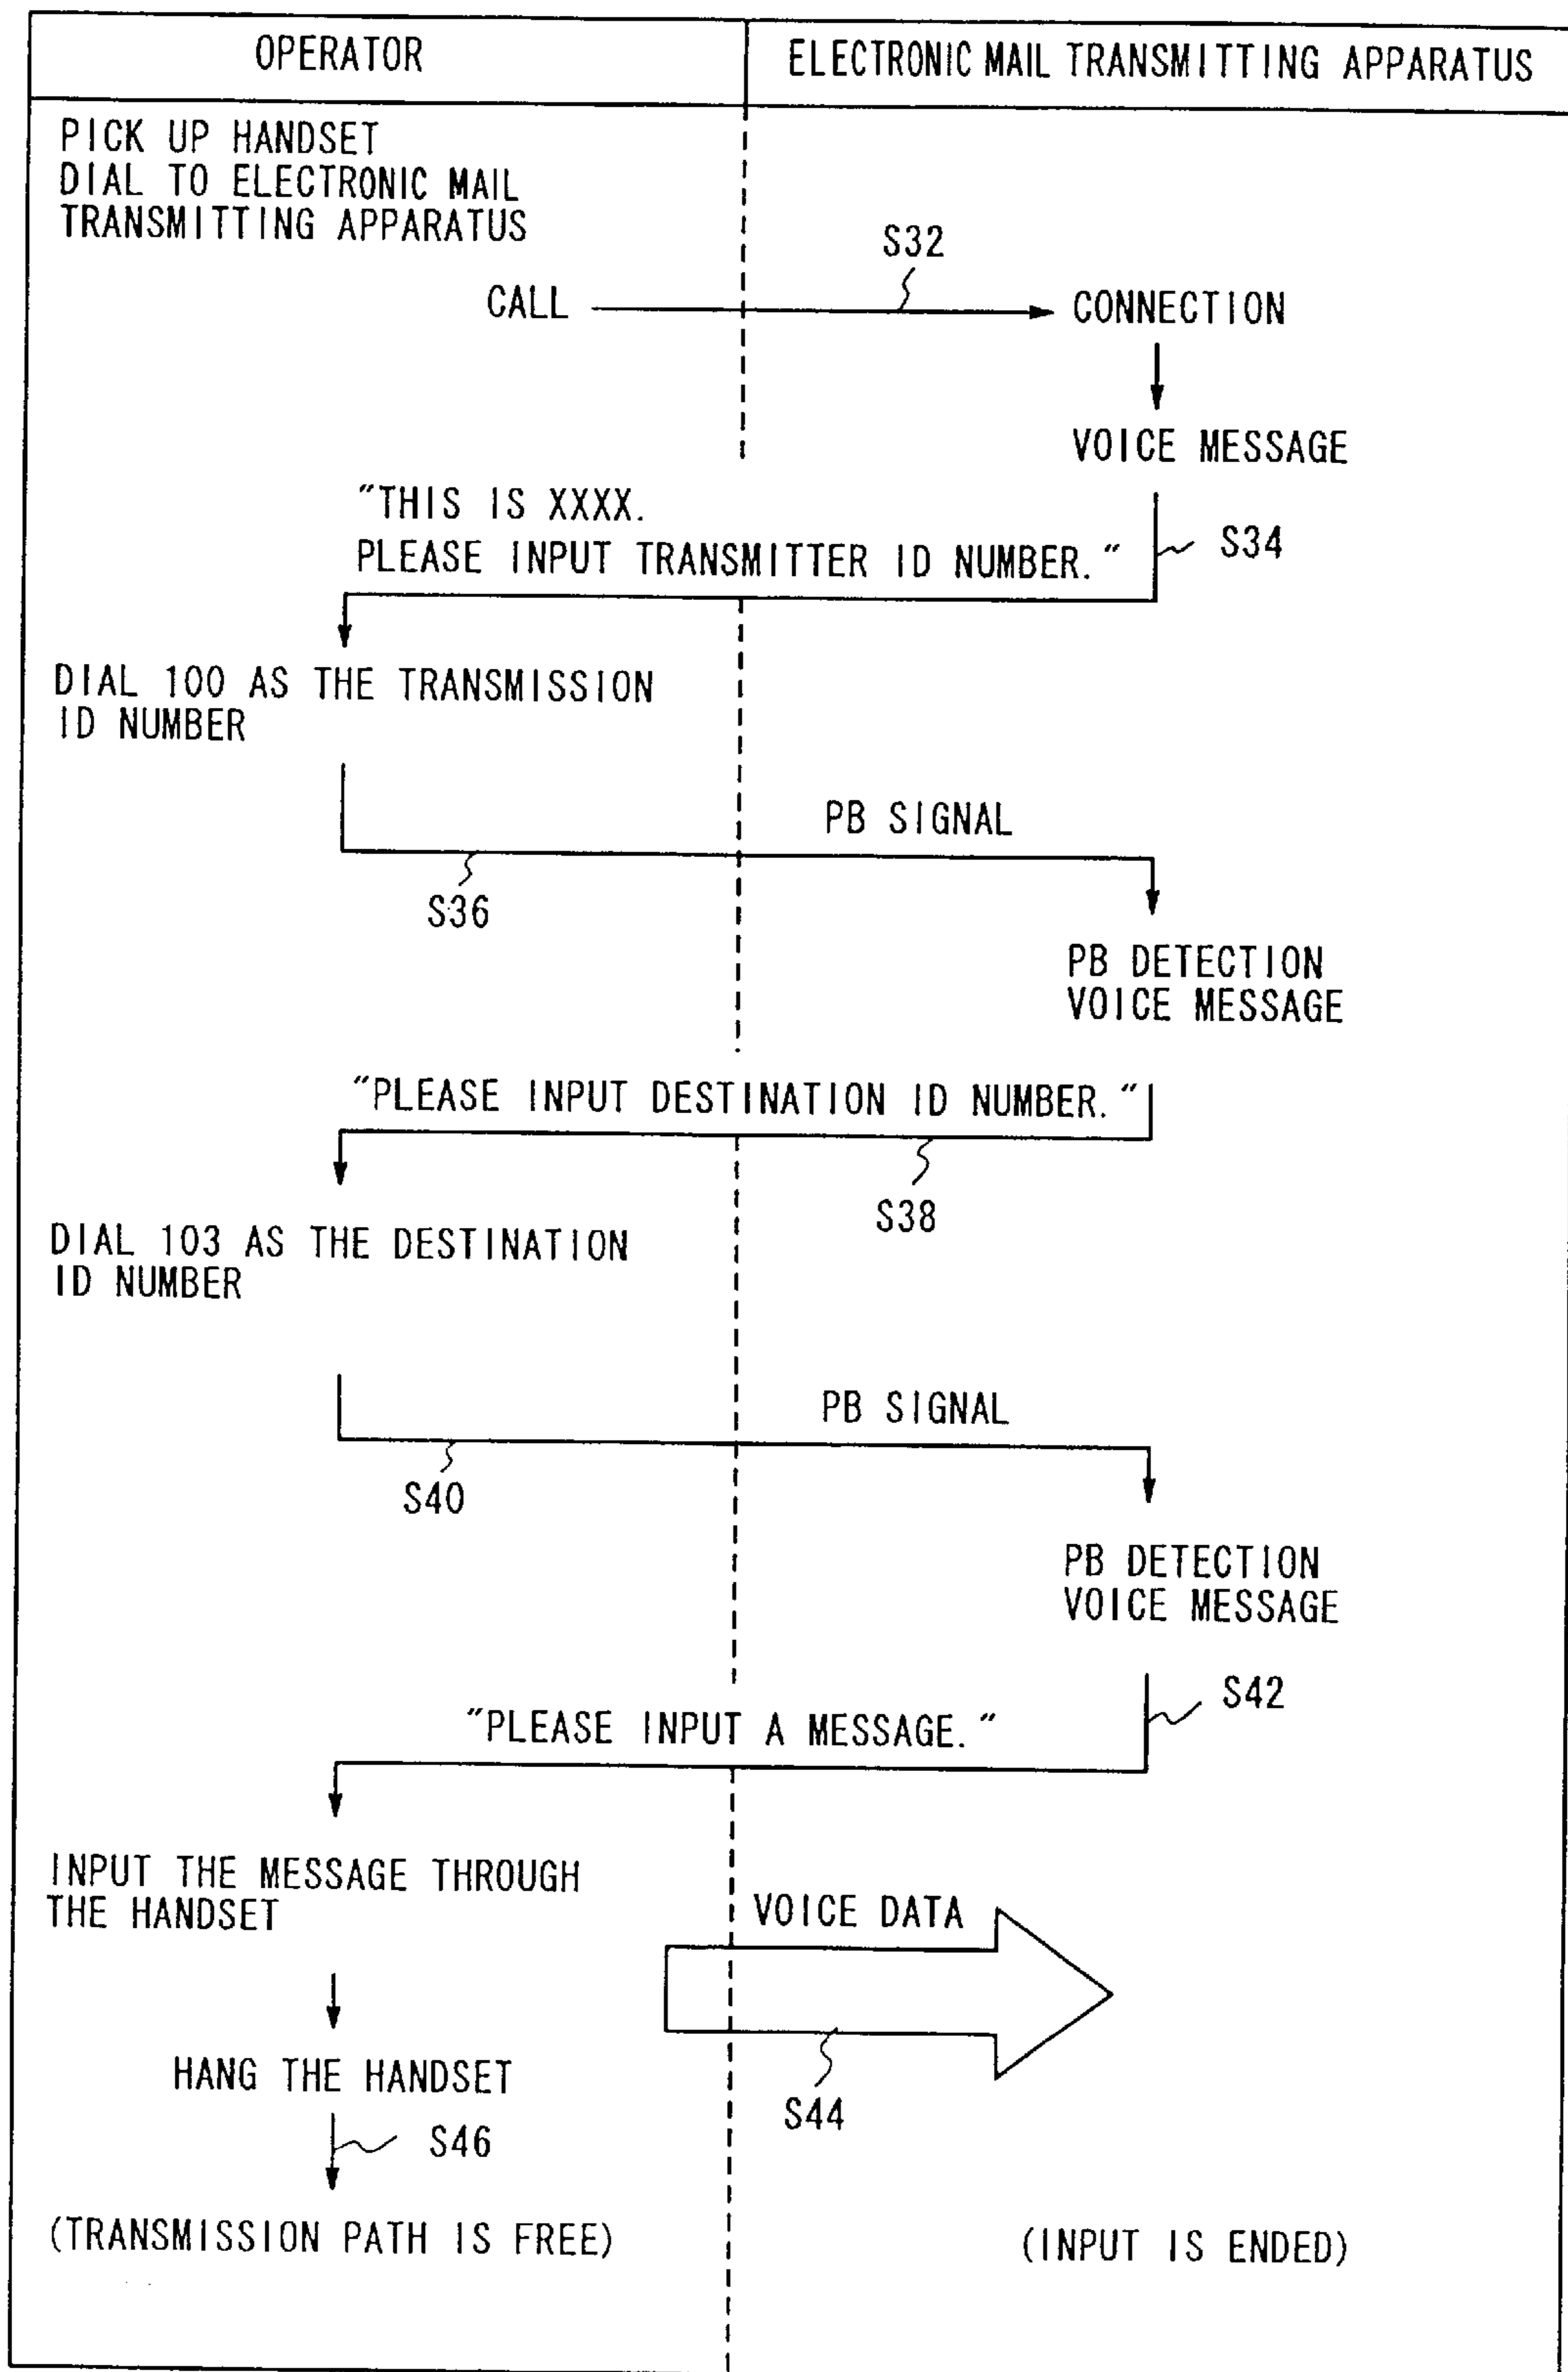 OPERATOR
ELECTRONIC MAIL TRANSMITTING APPARATUS
PICK UP HANDSET
DIAL TO ELECTRONIC MAIL
TRANSMITTING APPARATUS
S32
CALL
CONNECTION
VOICE MESSAGE
"THIS IS XXXX.
PLEASE INPUT TRANSMITTER ID NUMBER."
S34
DIAL 100 AS THE TRANSMISSION
ID NUMBER
PB SIGNAL
S36
PB DETECTION
VOICE MESSAGE
"PLEASE INPUT DESTINATION ID NUMBER."
S38
DIAL 103 AS THE DESTINATION
ID NUMBER
PB SIGNAL
S40
PB DETECTION
VOICE MESSAGE
S42
"PLEASE INPUT A MESSAGE."
INPUT THE MESSAGE THROUGH
THE HANDSET
VOICE DATA
HANG THE HANDSET
S44
S46
(TRANSMISSION PATH IS FREE)
(INPUT IS ENDED)